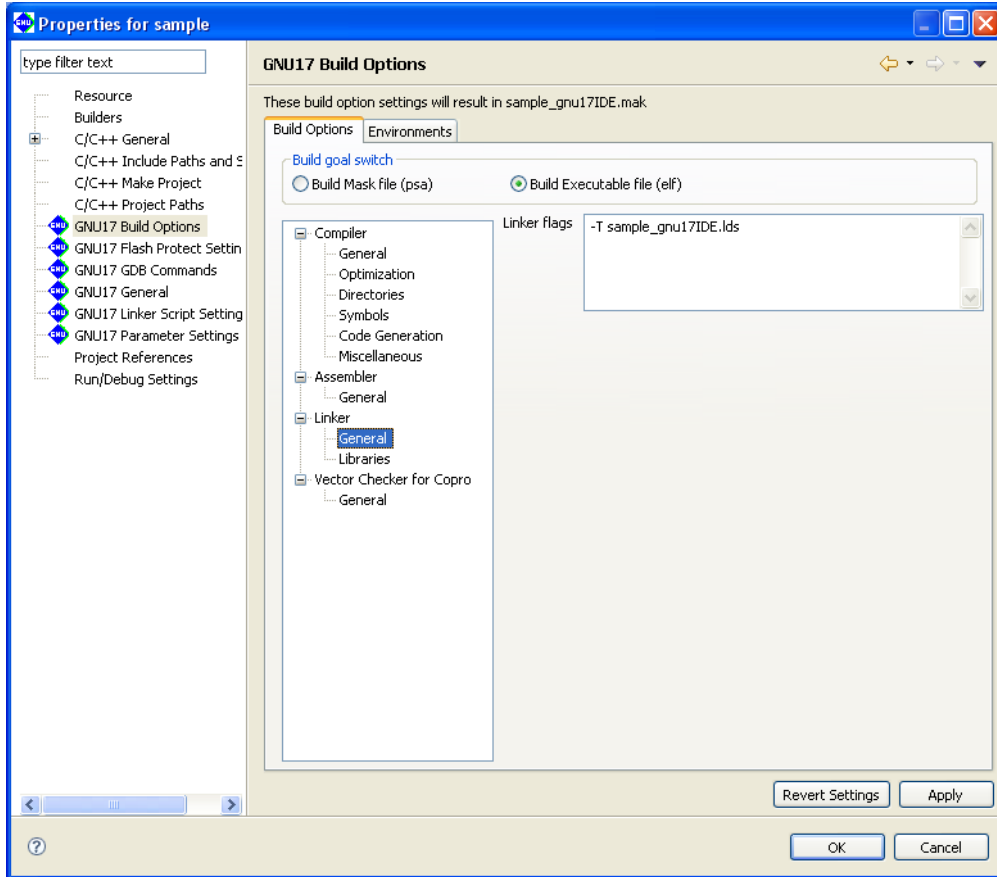 Properties for sample
type filter text
Resource
Builders
C/C++ General
C/C++ Include Paths and S
C/C++ Make Project
C/C++ Project Paths
GNU17 Build Options
GNU17 Flash Protect Settin
GNU17 GDB Commands
GNU17 General
GNU17 Linker Script Setting
GNU17 Parameter Settings
Project References
Run/Debug Settings
GNU17 Build Options
These build option settings will result in sample_gnu17IDE.mak
Build Options Environments
Build goal switch
Build Mask file (psa) Build Executable file (elf)
Compiler
General
Optimization
Directories
Symbols
Code Generation
Miscellaneous
Assembler
General
Linker
General
Libraries
Vector Checker for Copro
General
Linker flags -T sample_gnu17IDE.lds
Revert Settings Apply
? OK Cancel